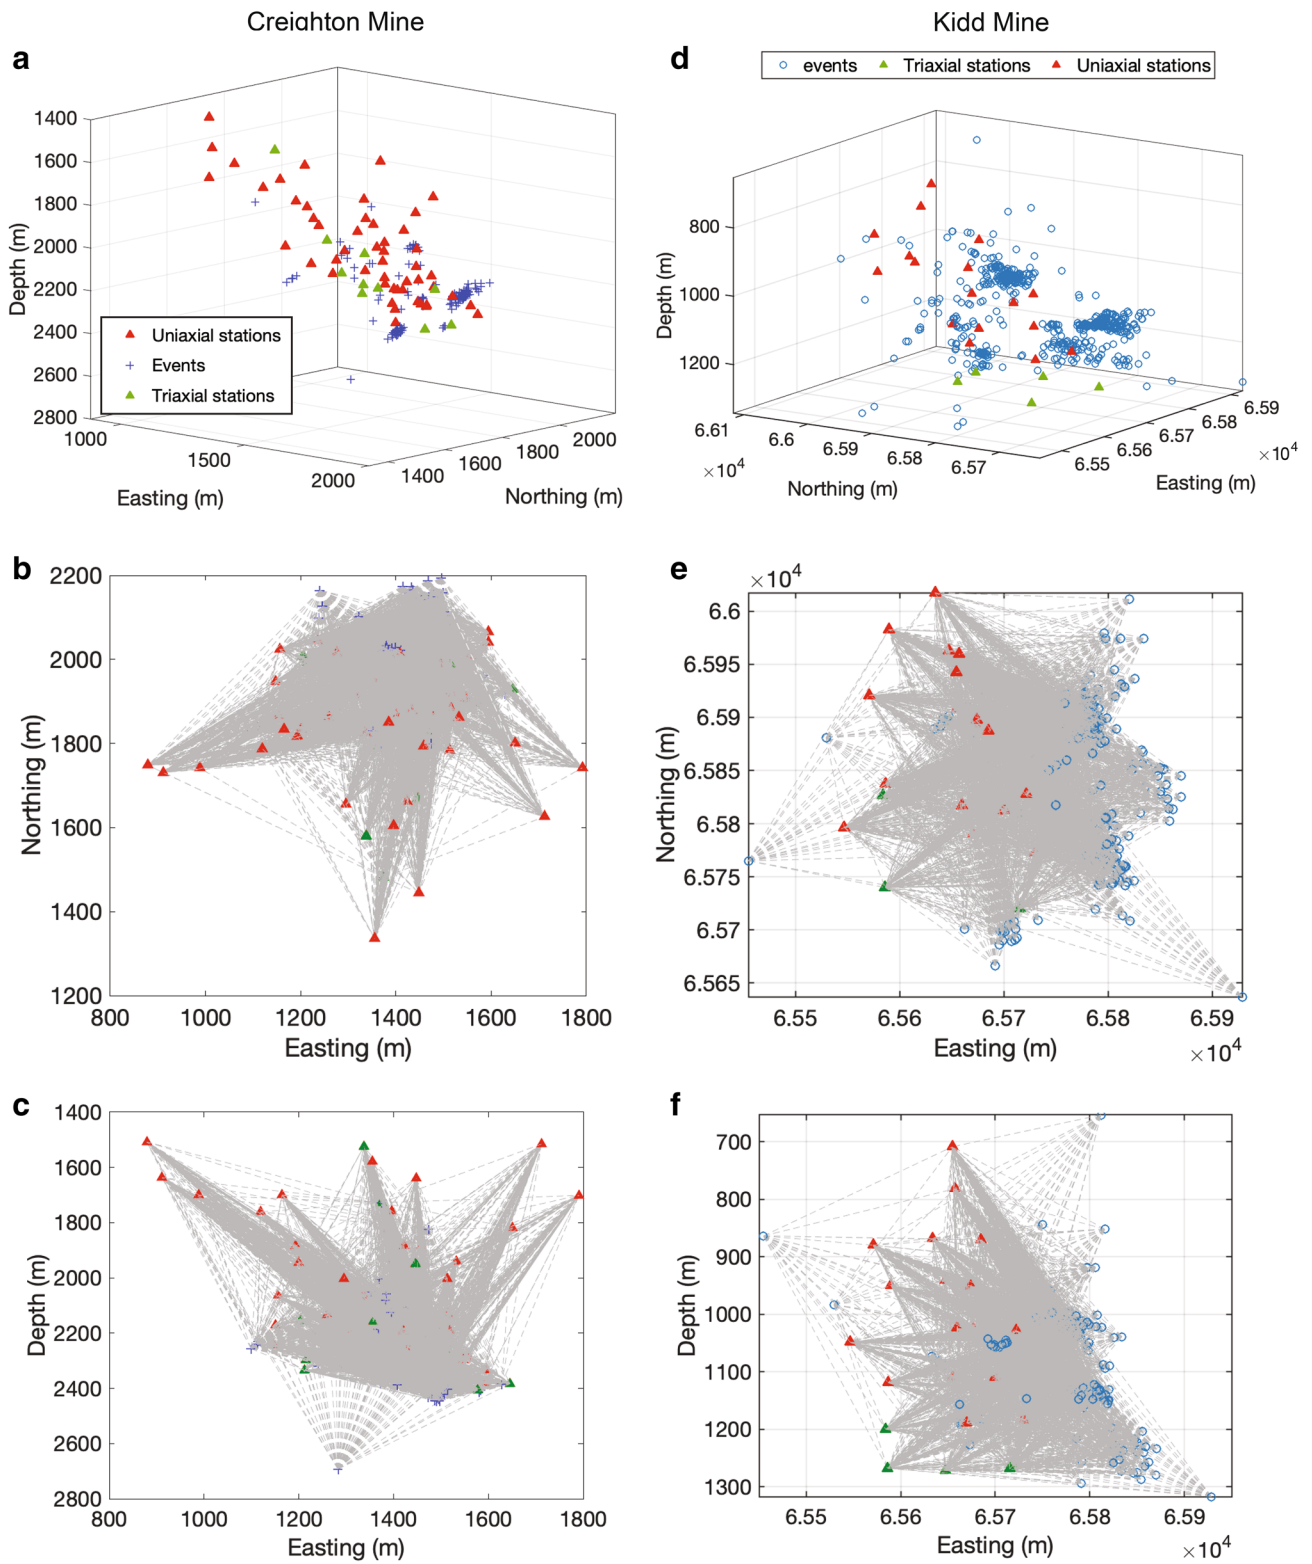 Creighton Mine
Kidd Mine
a
1400
1600
1800
2000
2200
2400
2600
2800
Depth (m)
Uniaxial stations
Events
Triaxial stations
1000
1500
2000
Easting (m)
1400
1600
1800
2000
Northing (m)
d
events
Triaxial stations
Uniaxial stations
800
1000
1200
Depth (m)
6.61
6.6
6.59
6.58
6.57
×10⁴
Northing (m)
6.55
6.56
6.57
6.58
6.59
×10⁴
Easting (m)
b
2200
2000
1800
1600
1400
1200
Northing (m)
800 1000 1200 1400 1600 1800
Easting (m)
e
×10⁴
6.6
6.595
6.59
6.585
6.58
6.575
6.57
6.565
Northing (m)
6.55 6.56 6.57 6.58 6.59
Easting (m)
×10⁴
c
1400
1600
1800
2000
2200
2400
2600
2800
Depth (m)
800 1000 1200 1400 1600 1800
Easting (m)
f
700
800
900
1000
1100
1200
1300
Depth (m)
6.55 6.56 6.57 6.58 6.59
Easting (m)
×10⁴